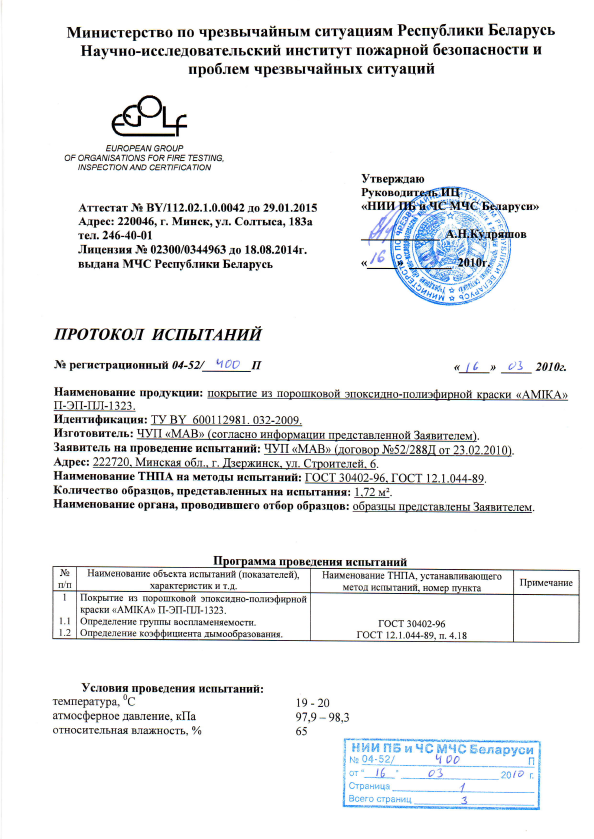 Министерство по чрезвычайным ситуациям Республики Беларусь
Научно-исследовательский институт пожарной безопасности и
проблем чрезвычайных ситуаций
EGOLF
EUROPEAN GROUP
OF ORGANISATIONS FOR FIRE TESTING,
INSPECTION AND CERTIFICATION
Утверждаю
Руководитель ИЦ
«НИИ ПБ и ЧС МЧС Беларуси»
А.Н.Кудряшов
«16 2010г.
Аттестат № BY/112.02.1.0.0042 до 29.01.2015
Адрес: 220046, г. Минск, ул. Солтыса, 183а
тел. 246-40-01
Лицензия № 02300/0344963 до 18.08.2014г.
выдана МЧС Республики Беларусь
ПРОТОКОЛ ИСПЫТАНИЙ
№ регистрационный 04-52/ 400 П «16» 03 2010г.
Наименование продукции: покрытие из порошковой эпоксидно-полиэфирной краски «AMIKA»
П-ЭП-ПЛ-1323.
Идентификация: ТУ BY 600112981. 032-2009.
Изготовитель: ЧУП «МАВ» (согласно информации представленной Заявителем).
Заявитель на проведение испытаний: ЧУП «МАВ» (договор №52/288Д от 23.02.2010).
Адрес: 222720, Минская обл., г. Дзержинск, ул. Строителей, 6.
Наименование ТНПА на методы испытаний: ГОСТ 30402-96, ГОСТ 12.1.044-89.
Количество образцов, представленных на испытания: 1,72 м².
Наименование органа, проводившего отбор образцов: образцы представлены Заявителем.
Программа проведения испытаний
№ п/п Наименование объекта испытаний (показателей), характеристик и т.д. Наименование ТНПА, устанавливающего метод испытаний, номер пункта Примечание
1 Покрытие из порошковой эпоксидно-полиэфирной
краски «AMIKA» П-ЭП-ПЛ-1323.
1.1 Определение группы воспламеняемости. ГОСТ 30402-96
1.2 Определение коэффициента дымообразования. ГОСТ 12.1.044-89, п. 4.18
Условия проведения испытаний:
температура, ⁰С 19 - 20
атмосферное давление, кПа 97,9 – 98,3
относительная влажность, % 65
НИИ ПБ и ЧС МЧС Беларуси
№ 04-52/ 400 П
от "16" 03 2010 г.
Страница 1
Всего страниц 3